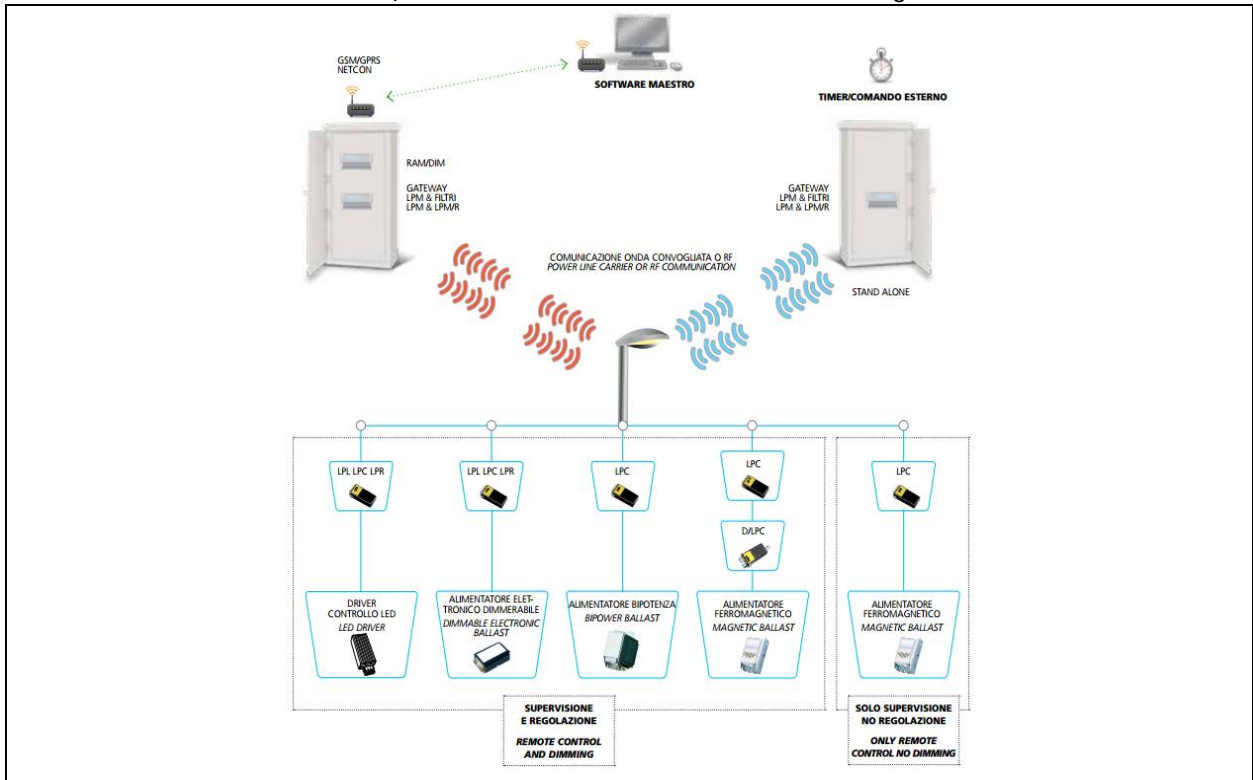 GSM/GPRS
NETCON
SOFTWARE MAESTRO
TIMER/COMANDO ESTERNO
RAM/DIM
GATEWAY
LPM & FILTRI
LPM & LPM/R
GATEWAY
LPM & FILTRI
LPM & LPM/R
COMUNICAZIONE ONDA CONVOGLIATA O RF
POWER LINE CARRIER OR RF COMMUNICATION
STAND ALONE
LPL LPC LPR
LPL LPC LPR
LPC
LPC
LPC
D/LPC
DRIVER
CONTROLLO LED
LED DRIVER
ALIMENTATORE ELET-
TRONICO DIMMERABILE
DIMMABLE ELECTRONIC
BALLAST
ALIMENTATORE BIPOTENZA
BIPOWER BALLAST
ALIMENTATORE
FERROMAGNETICO
MAGNETIC BALLAST
ALIMENTATORE
FERROMAGNETICO
MAGNETIC BALLAST
SUPERVISIONE
E REGOLAZIONE
REMOTE CONTROL
AND DIMMING
SOLO SUPERVISIONE
NO REGOLAZIONE
ONLY REMOTE
CONTROL NO DIMMING